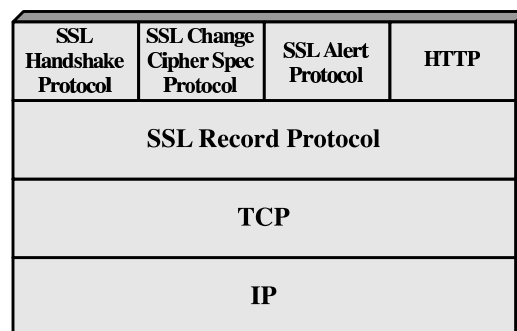 SSL
Handshake
Protocol
SSL Change
Cipher Spec
Protocol
SSL Alert
Protocol
HTTP
SSL Record Protocol
TCP
IP